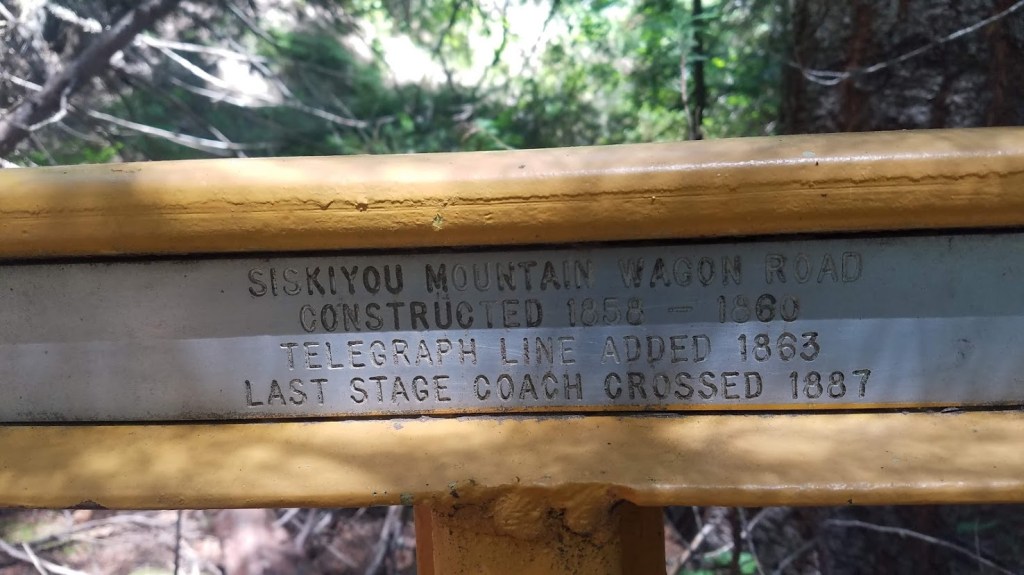 SISKIYOU MOUNTAIN WAGON ROAD
CONSTRUCTED 1858 - 1860
TELEGRAPH LINE ADDED 1863
LAST STAGE COACH CROSSED 1887